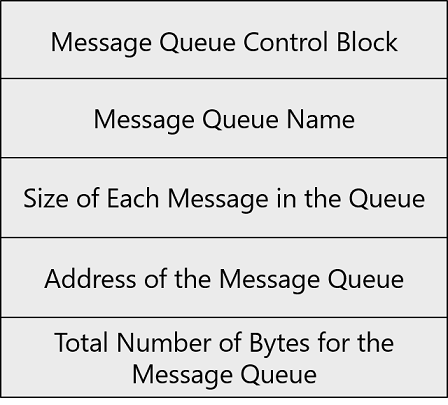 Message Queue Control Block
Message Queue Name
Size of Each Message in the Queue
Address of the Message Queue
Total Number of Bytes for the
Message Queue